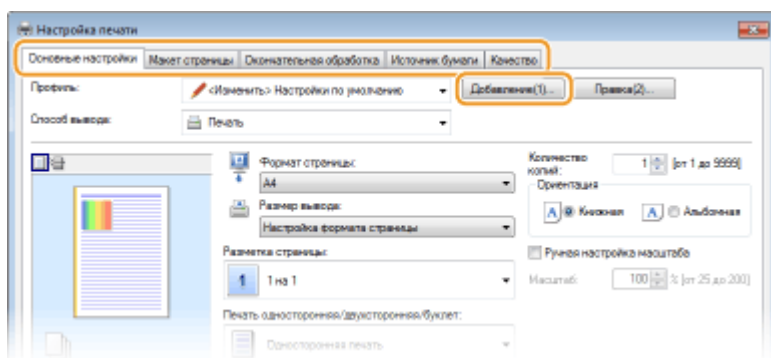 Настройка печати
Основные настройки Макет страницы Окончательная обработка Источник бумаги Качество
Профиль: <Изменить> Настройки по умолчанию Добавление(1)... Правка(2)...
Способ вывода: Печать
Формат страницы: Количество копий: 1 [от 1 до 9999]
A4 Ориентация
Размер вывода: A Книжная A Альбомная
Настройка формата страницы
Разметка страницы: Ручная настройка масштаба
1 1 на 1 Масштаб: 100 % [от 25 до 200]
Печать односторонняя/двухсторонняя/буклет:
Односторонняя печать